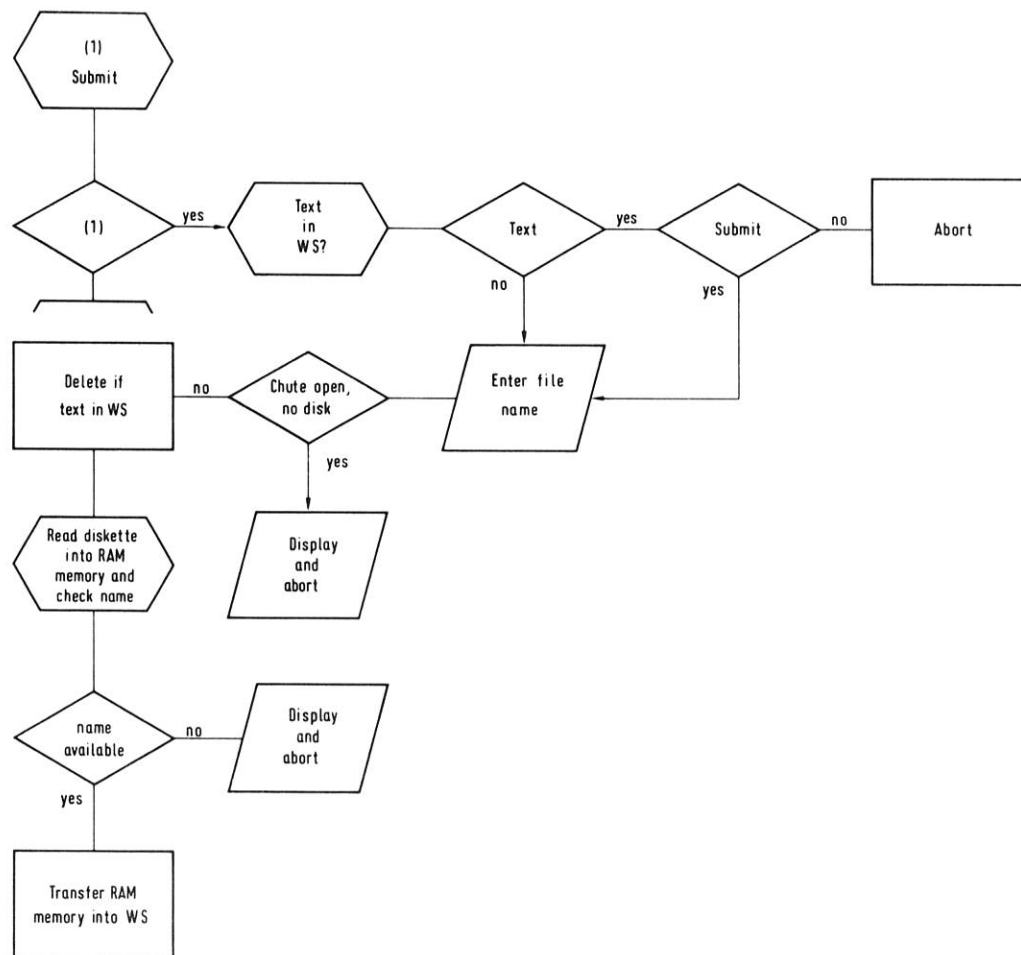 (1)
Submit
(1)
yes
Text
in
WS?
Text
yes
Submit
no
Abort
no
yes
Delete if
text in WS
no
Chute open,
no disk
Enter file
name
yes
Display
and
abort
Read diskette
into RAM
memory and
check name
name
available
no
Display
and
abort
yes
Transfer RAM
memory into WS